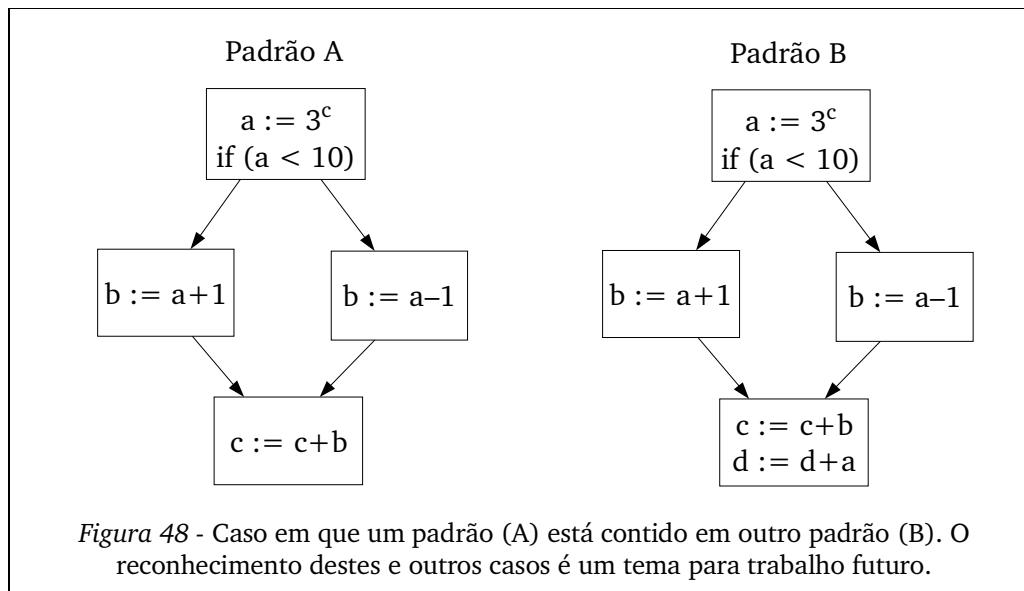 Padrão A
a := 3ᶜ
if (a < 10)
b := a+1
b := a–1
c := c+b
Padrão B
a := 3ᶜ
if (a < 10)
b := a+1
b := a–1
c := c+b
d := d+a
Figura 48 - Caso em que um padrão (A) está contido em outro padrão (B). O
reconhecimento destes e outros casos é um tema para trabalho futuro.